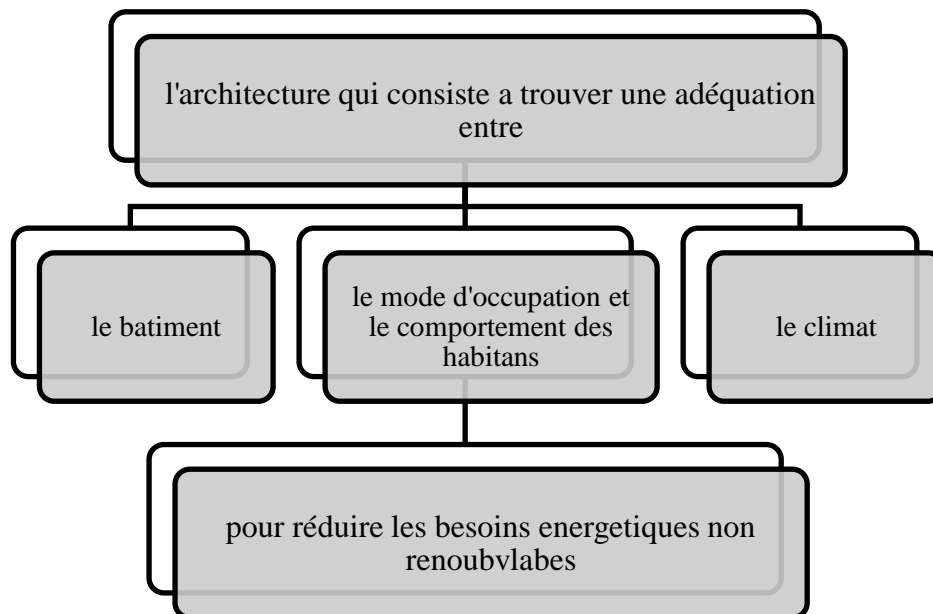 l'architecture qui consiste a trouver une adéquation
entre
le batiment
le mode d'occupation et
le comportement des
habitans
le climat
pour réduire les besoins energetiques non
renoubvlabes